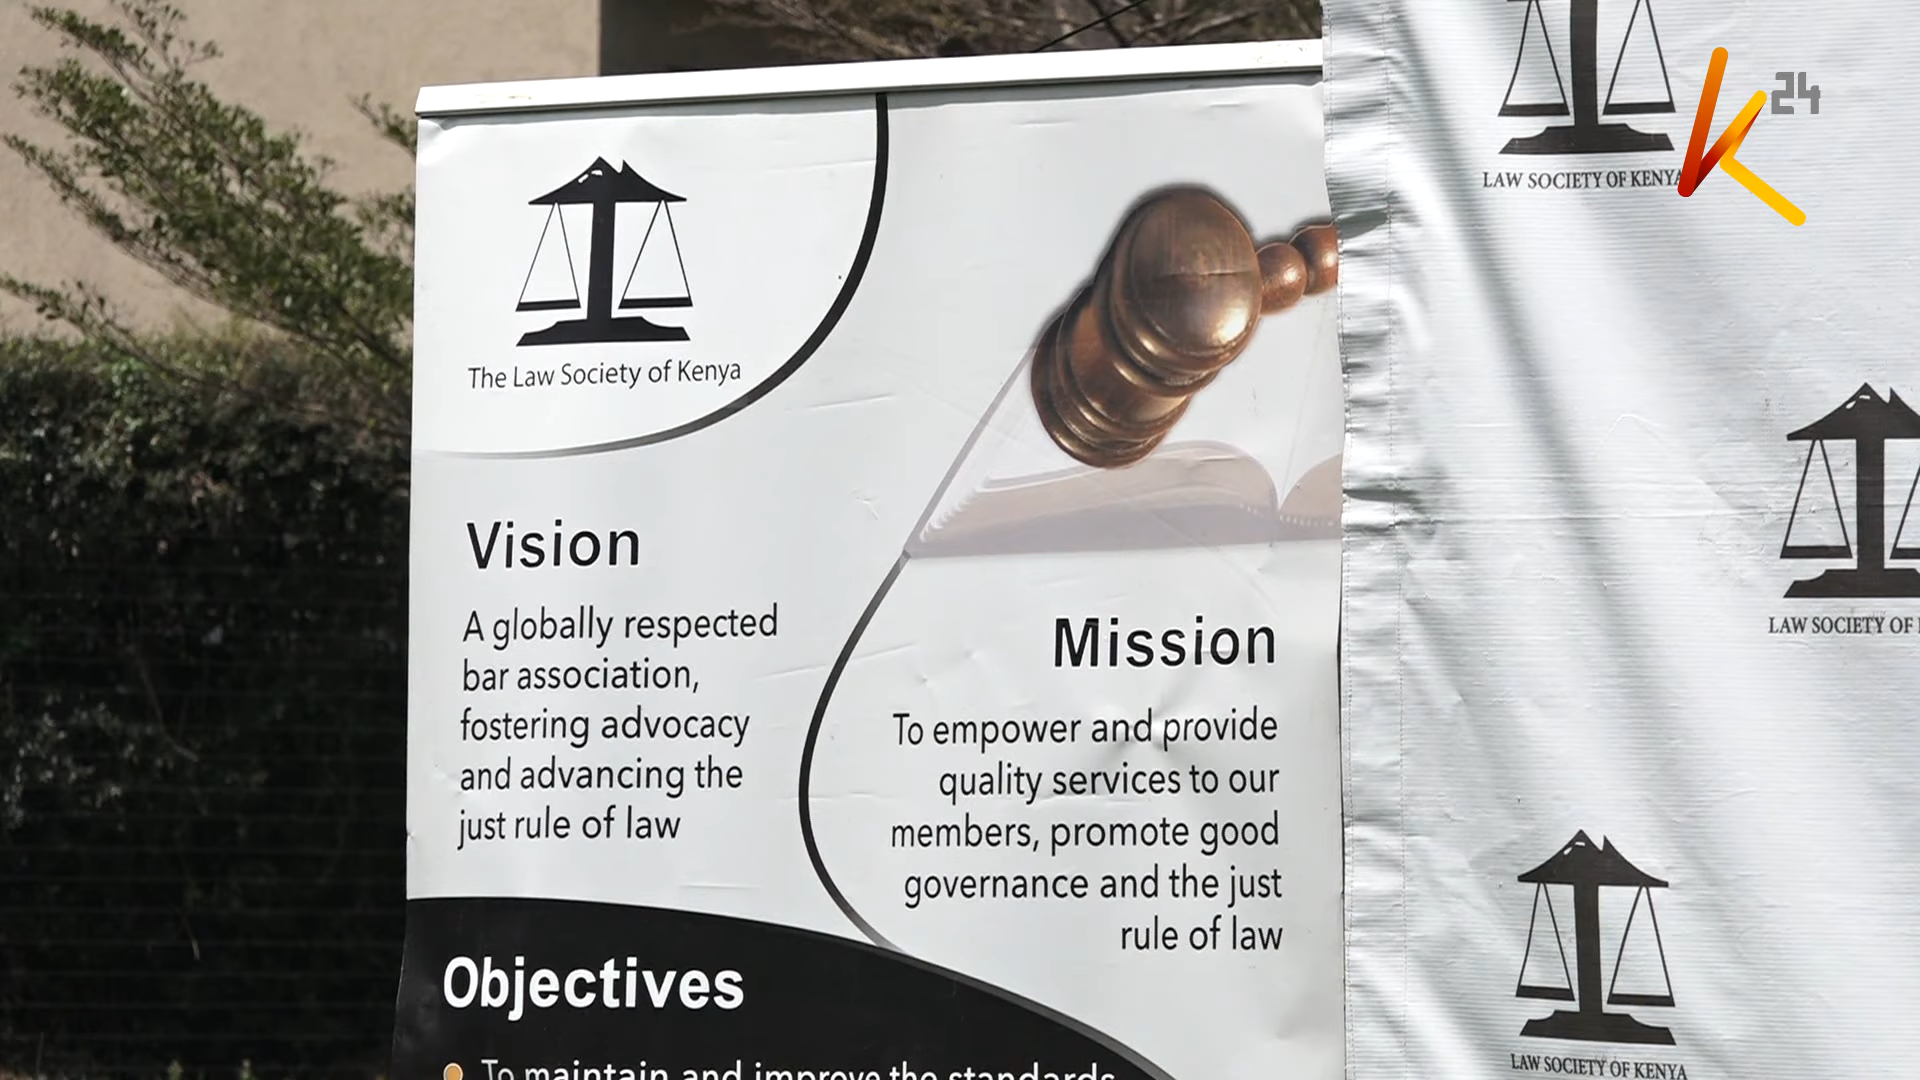 The Law Society of Kenya
Vision
A globally respected
bar association,
fostering advocacy
and advancing the
just rule of law
Mission
To empower and provide
quality services to our
members, promote good
governance and the just
rule of law
Objectives
To maintain and improve the standards
LAW SOCIETY OF KENYA
K24
LAW SOCIETY OF
LAW SOCIETY OF KENYA